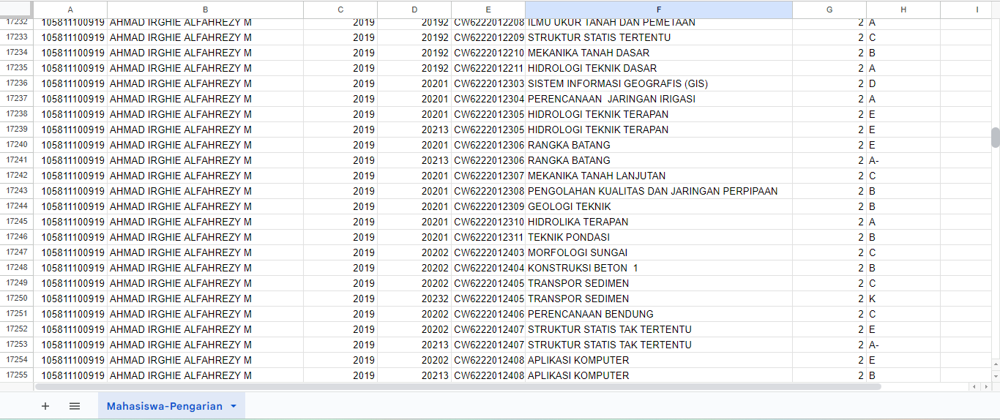 A B C D E F G H I
17232 105811100919 AHMAD IRGHIE ALFAHREZY M 2019 20192 CW6222012208 ILMU UKUR TANAH DAN PEMETAAN 2 A
17233 105811100919 AHMAD IRGHIE ALFAHREZY M 2019 20192 CW6222012209 STRUKTUR STATIS TERTENTU 2 C
17234 105811100919 AHMAD IRGHIE ALFAHREZY M 2019 20192 CW6222012210 MEKANIKA TANAH DASAR 2 B
17235 105811100919 AHMAD IRGHIE ALFAHREZY M 2019 20192 CW6222012211 HIDROLOGI TEKNIK DASAR 2 A
17236 105811100919 AHMAD IRGHIE ALFAHREZY M 2019 20201 CW6222012303 SISTEM INFORMASI GEOGRAFIS (GIS) 2 D
17237 105811100919 AHMAD IRGHIE ALFAHREZY M 2019 20201 CW6222012304 PERENCANAAN  JARINGAN IRIGASI 2 A
17238 105811100919 AHMAD IRGHIE ALFAHREZY M 2019 20201 CW6222012305 HIDROLOGI TEKNIK TERAPAN 2 E
17239 105811100919 AHMAD IRGHIE ALFAHREZY M 2019 20213 CW6222012305 HIDROLOGI TEKNIK TERAPAN 2 E
17240 105811100919 AHMAD IRGHIE ALFAHREZY M 2019 20201 CW6222012306 RANGKA BATANG 2 E
17241 105811100919 AHMAD IRGHIE ALFAHREZY M 2019 20213 CW6222012306 RANGKA BATANG 2 A-
17242 105811100919 AHMAD IRGHIE ALFAHREZY M 2019 20201 CW6222012307 MEKANIKA TANAH LANJUTAN 2 C
17243 105811100919 AHMAD IRGHIE ALFAHREZY M 2019 20201 CW6222012308 PENGOLAHAN KUALITAS DAN JARINGAN PERPIPAAN 2 B
17244 105811100919 AHMAD IRGHIE ALFAHREZY M 2019 20201 CW6222012309 GEOLOGI TEKNIK 2 B
17245 105811100919 AHMAD IRGHIE ALFAHREZY M 2019 20201 CW6222012310 HIDROLIKA TERAPAN 2 A
17246 105811100919 AHMAD IRGHIE ALFAHREZY M 2019 20201 CW6222012311 TEKNIK PONDASI 2 B
17247 105811100919 AHMAD IRGHIE ALFAHREZY M 2019 20202 CW6222012403 MORFOLOGI SUNGAI 2 C
17248 105811100919 AHMAD IRGHIE ALFAHREZY M 2019 20202 CW6222012404 KONSTRUKSI BETON  1 2 B
17249 105811100919 AHMAD IRGHIE ALFAHREZY M 2019 20202 CW6222012405 TRANSPOR SEDIMEN 2 C
17250 105811100919 AHMAD IRGHIE ALFAHREZY M 2019 20232 CW6222012405 TRANSPOR SEDIMEN 2 K
17251 105811100919 AHMAD IRGHIE ALFAHREZY M 2019 20202 CW6222012406 PERENCANAAN BENDUNG 2 C
17252 105811100919 AHMAD IRGHIE ALFAHREZY M 2019 20202 CW6222012407 STRUKTUR STATIS TAK TERTENTU 2 E
17253 105811100919 AHMAD IRGHIE ALFAHREZY M 2019 20213 CW6222012407 STRUKTUR STATIS TAK TERTENTU 2 A-
17254 105811100919 AHMAD IRGHIE ALFAHREZY M 2019 20202 CW6222012408 APLIKASI KOMPUTER 2 E
17255 105811100919 AHMAD IRGHIE ALFAHREZY M 2019 20213 CW6222012408 APLIKASI KOMPUTER 2 B
Mahasiswa-Pengarian